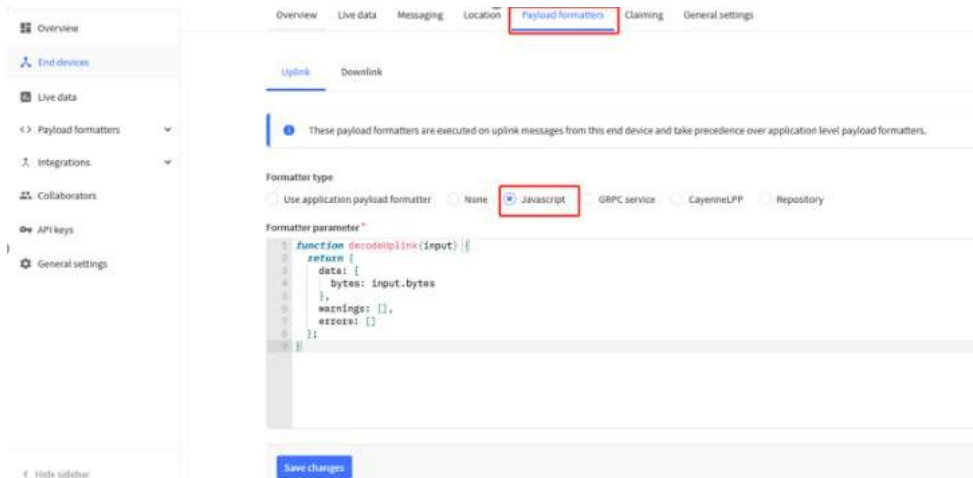 Overview
End devices
Live data
Payload formatters
Integrations
Collaborators
API keys
General settings
Hide sidebar
Overview Live data Messaging Location Payload formatters Claiming General settings
Uplink Downlink
These payload formatters are executed on uplink messages from this end device and take precedence over application level payload formatters.
Formatter type
Use application payload formatter None Javascript GRPC service CayenneLPP Repository
Formatter parameter *
1 function decodeUplink(input) {
2 return {
3 data: {
4 bytes: input.bytes
5 },
6 warnings: [],
7 errors: []
8 };
9 }
Save changes